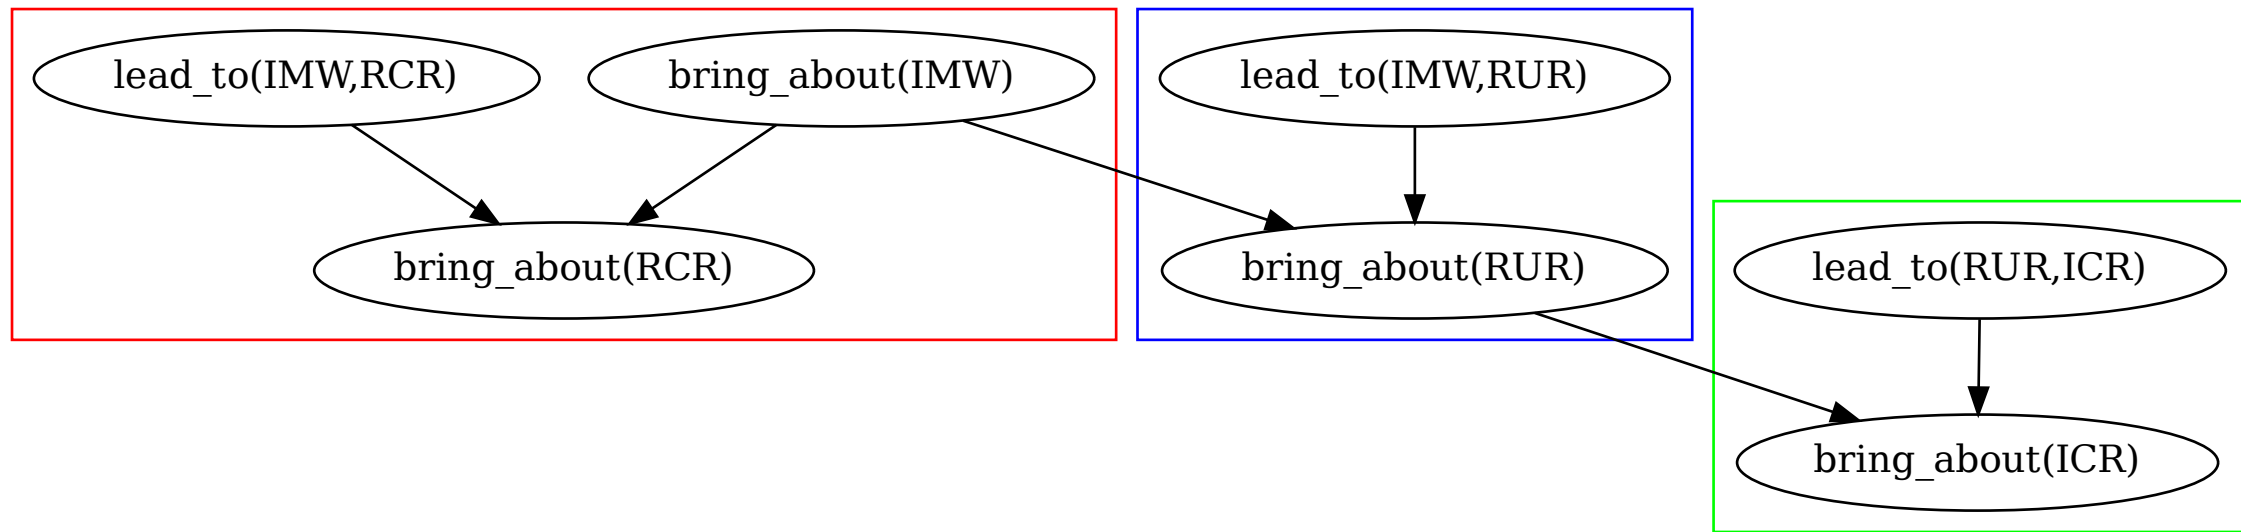 lead_to(IMW,RCR)
bring_about(IMW)
lead_to(IMW,RUR)
bring_about(RCR)
bring_about(RUR)
lead_to(RUR,ICR)
bring_about(ICR)